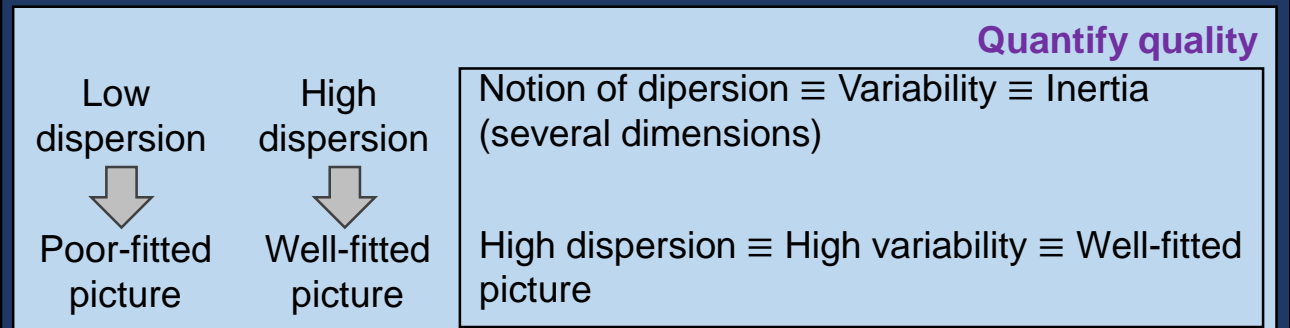 Quantify quality
Low
dispersion
High
dispersion
Notion of dipersion ≡ Variability ≡ Inertia
(several dimensions)
Poor-fitted
picture
Well-fitted
picture
High dispersion ≡ High variability ≡ Well-fitted
picture